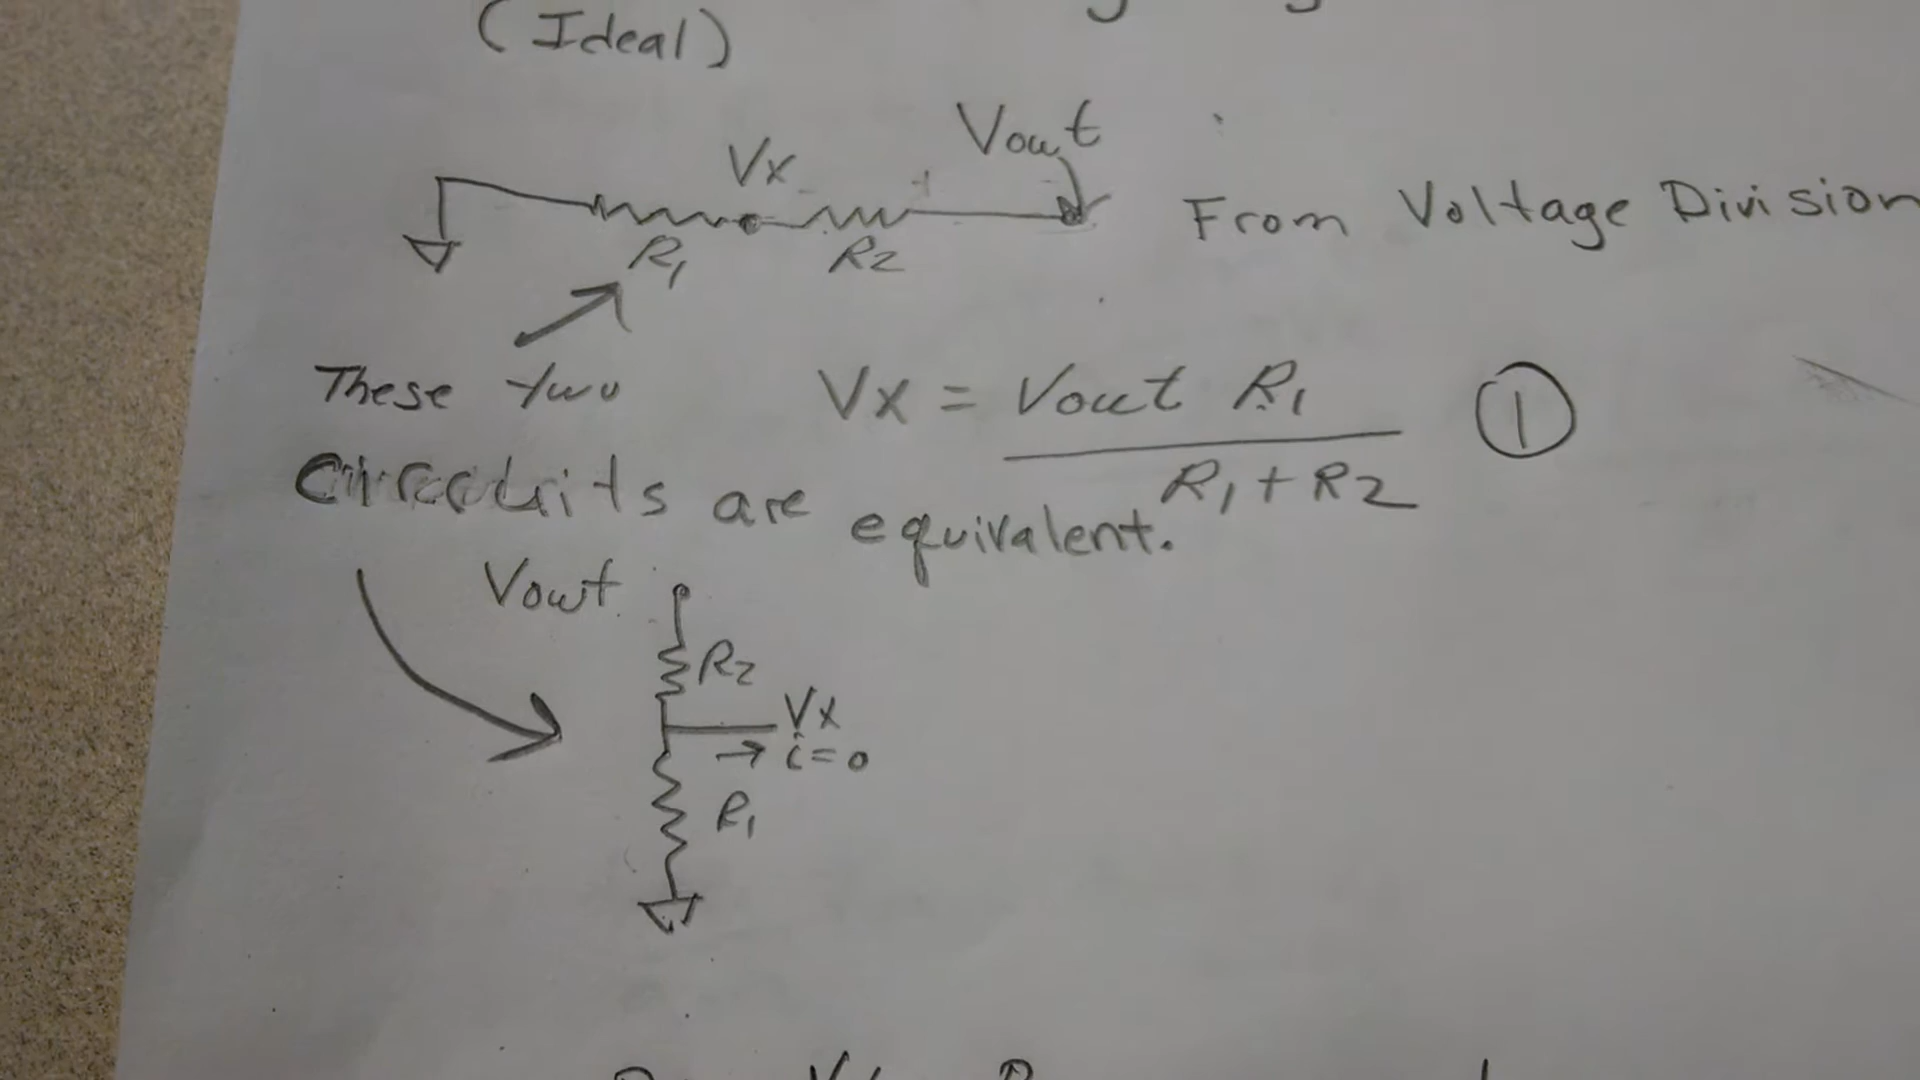 (Ideal)
Vx
Vout
R1
R2
From Voltage Division
These two
Vx = Vout R1
R1 + R2
1
circuits are equivalent.
Vout
R2
Vx
i=0
R1